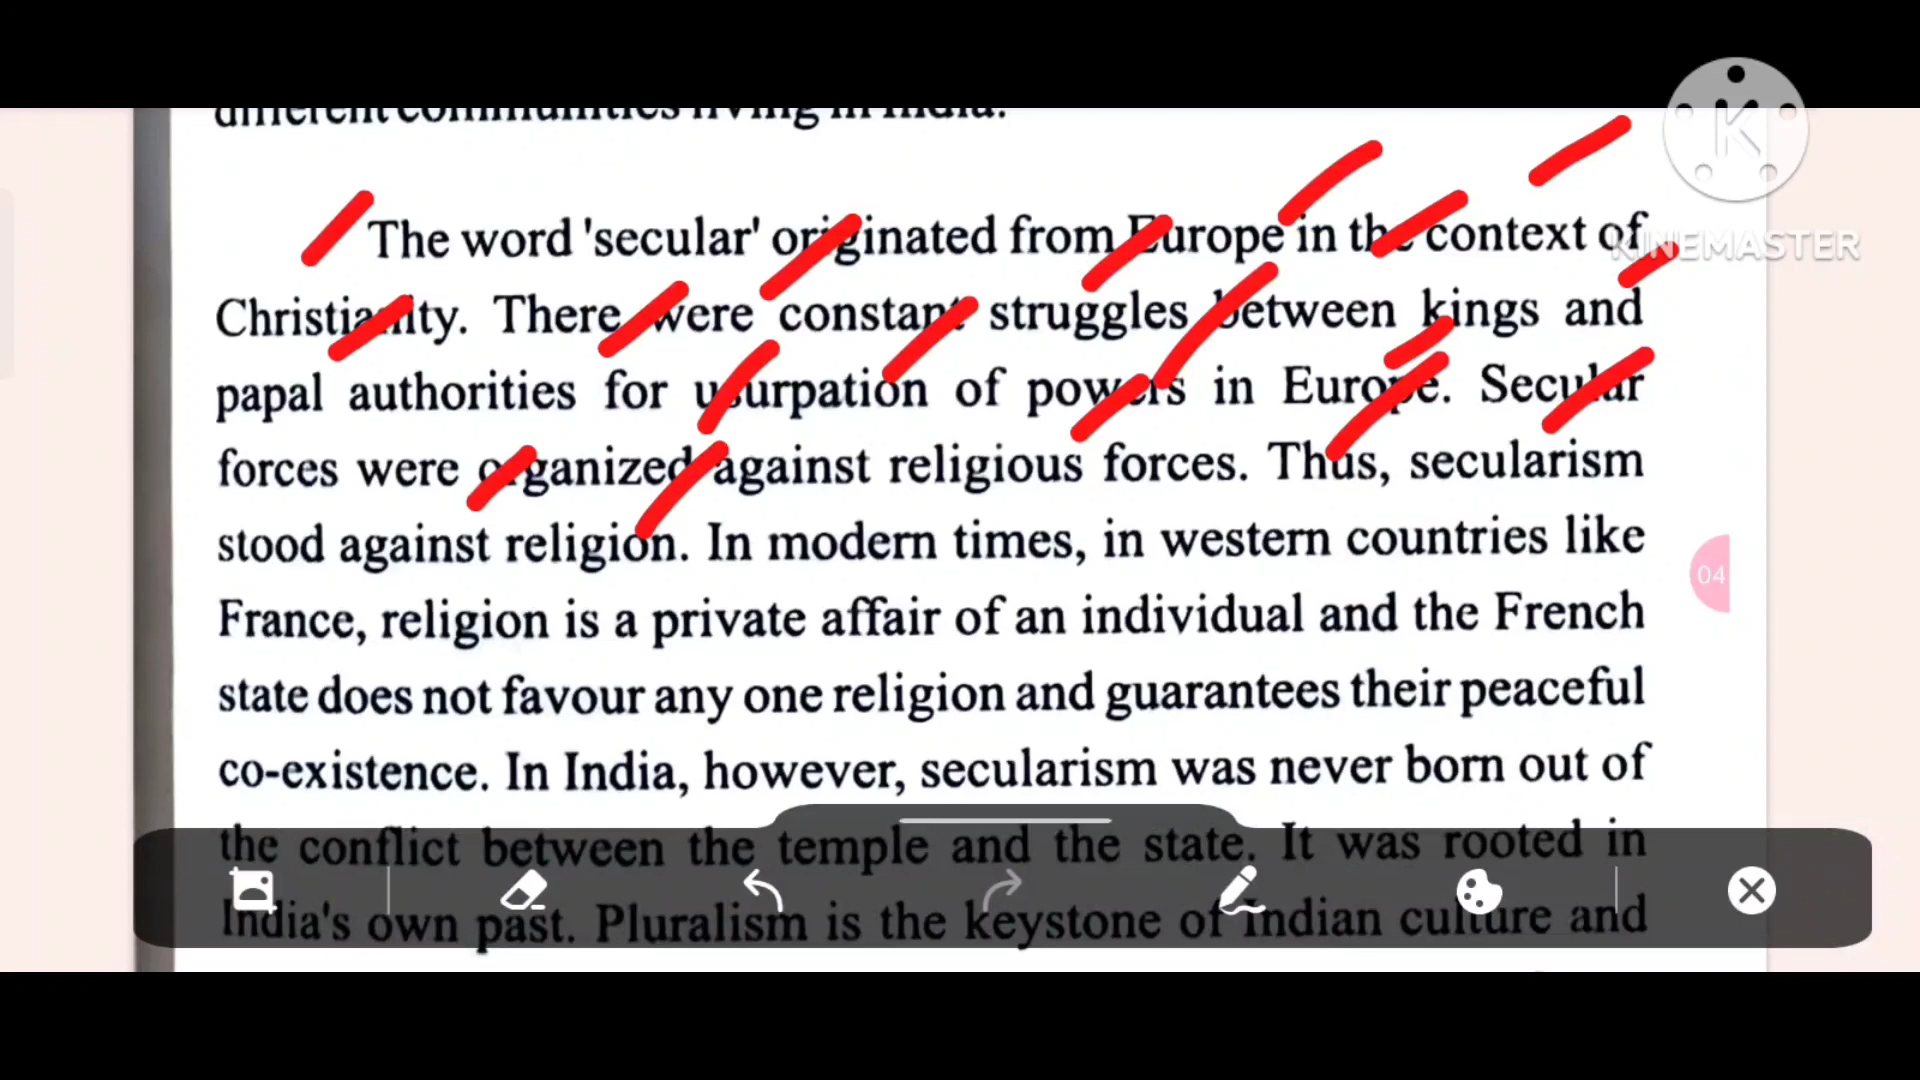 different communities living in India.
The word 'secular' originated from Europe in the context of
Christianity. There were constant struggles between kings and
papal authorities for usurpation of powers in Europe. Secular
forces were organized against religious forces. Thus, secularism
stood against religion. In modern times, in western countries like
France, religion is a private affair of an individual and the French
state does not favour any one religion and guarantees their peaceful
co-existence. In India, however, secularism was never born out of
the conflict between the temple and the state. It was rooted in
India's own past. Pluralism is the keystone of Indian culture and
K
KINEMASTER
04